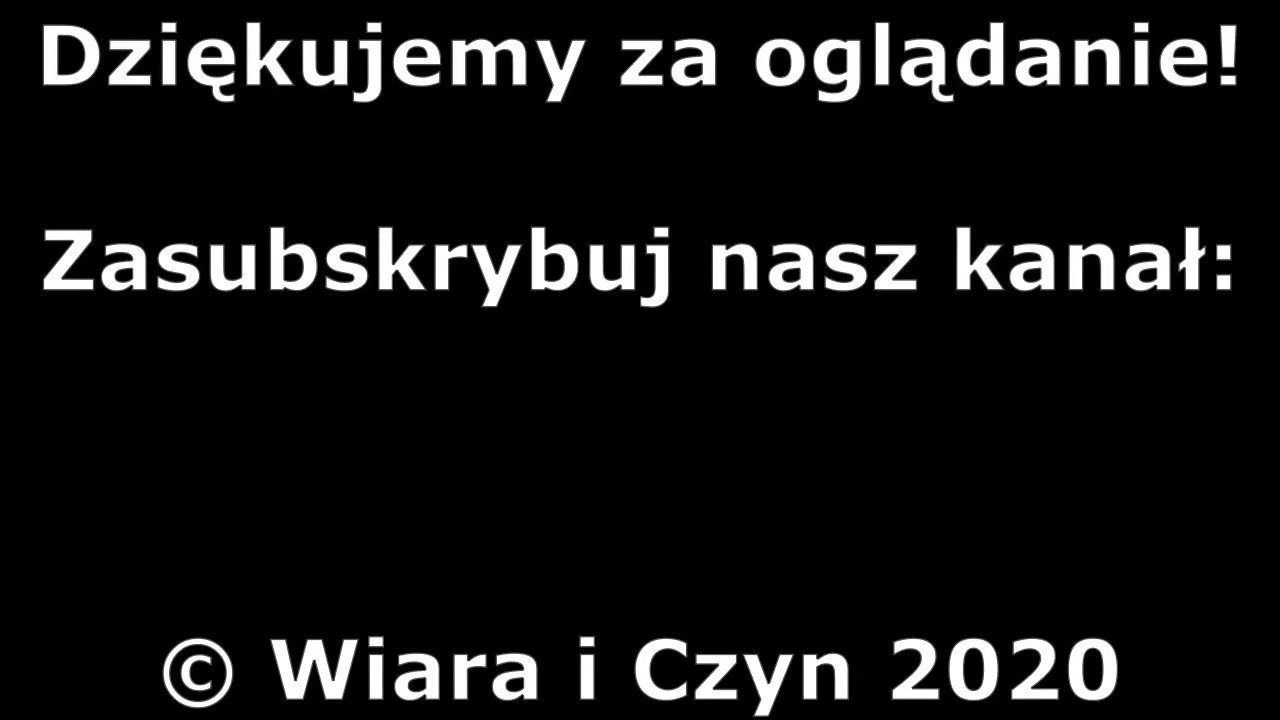 Dziękujemy za oglądanie!
Zasubskrybuj nasz kanał:
© Wiara i Czyn 2020